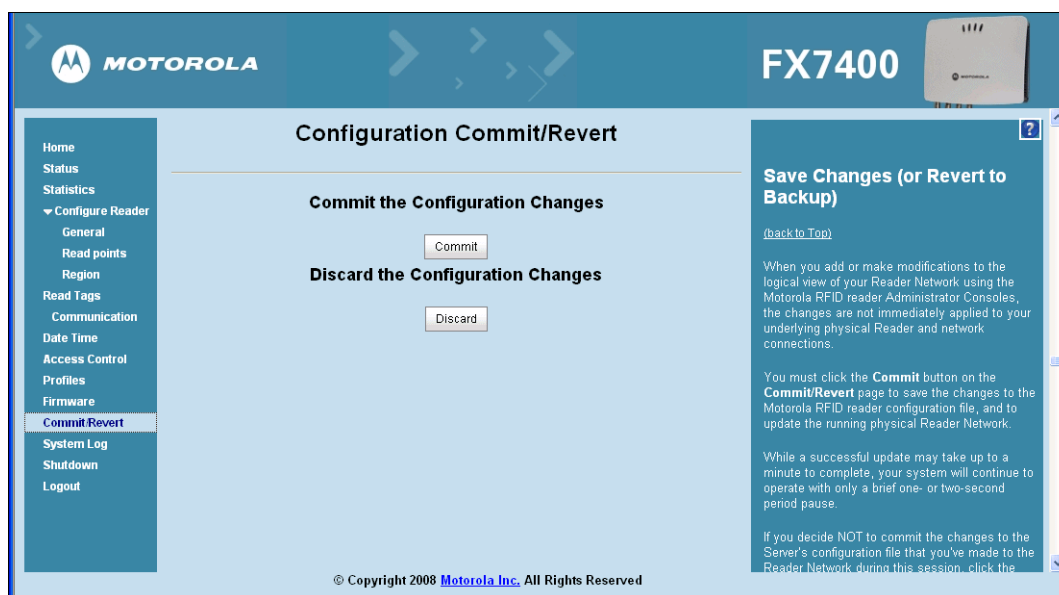 MOTOROLA
FX7400
Home
Status
Statistics
Configure Reader
General
Read points
Region
Read Tags
Communication
Date Time
Access Control
Profiles
Firmware
Commit/Revert
System Log
Shutdown
Logout
Configuration Commit/Revert
Commit the Configuration Changes
Commit
Discard the Configuration Changes
Discard
© Copyright 2008 Motorola Inc. All Rights Reserved
?
Save Changes (or Revert to
Backup)
(back to Top)
When you add or make modifications to the
logical view of your Reader Network using the
Motorola RFID reader Administrator Consoles,
the changes are not immediately applied to your
underlying physical Reader and network
connections.
You must click the Commit button on the
Commit/Revert page to save the changes to the
Motorola RFID reader configuration file, and to
update the running physical Reader Network.
While a successful update may take up to a
minute to complete, your system will continue to
operate with only a brief one- or two-second
period pause.
If you decide NOT to commit the changes to the
Server's configuration file that you've made to the
Reader Network during this session, click the